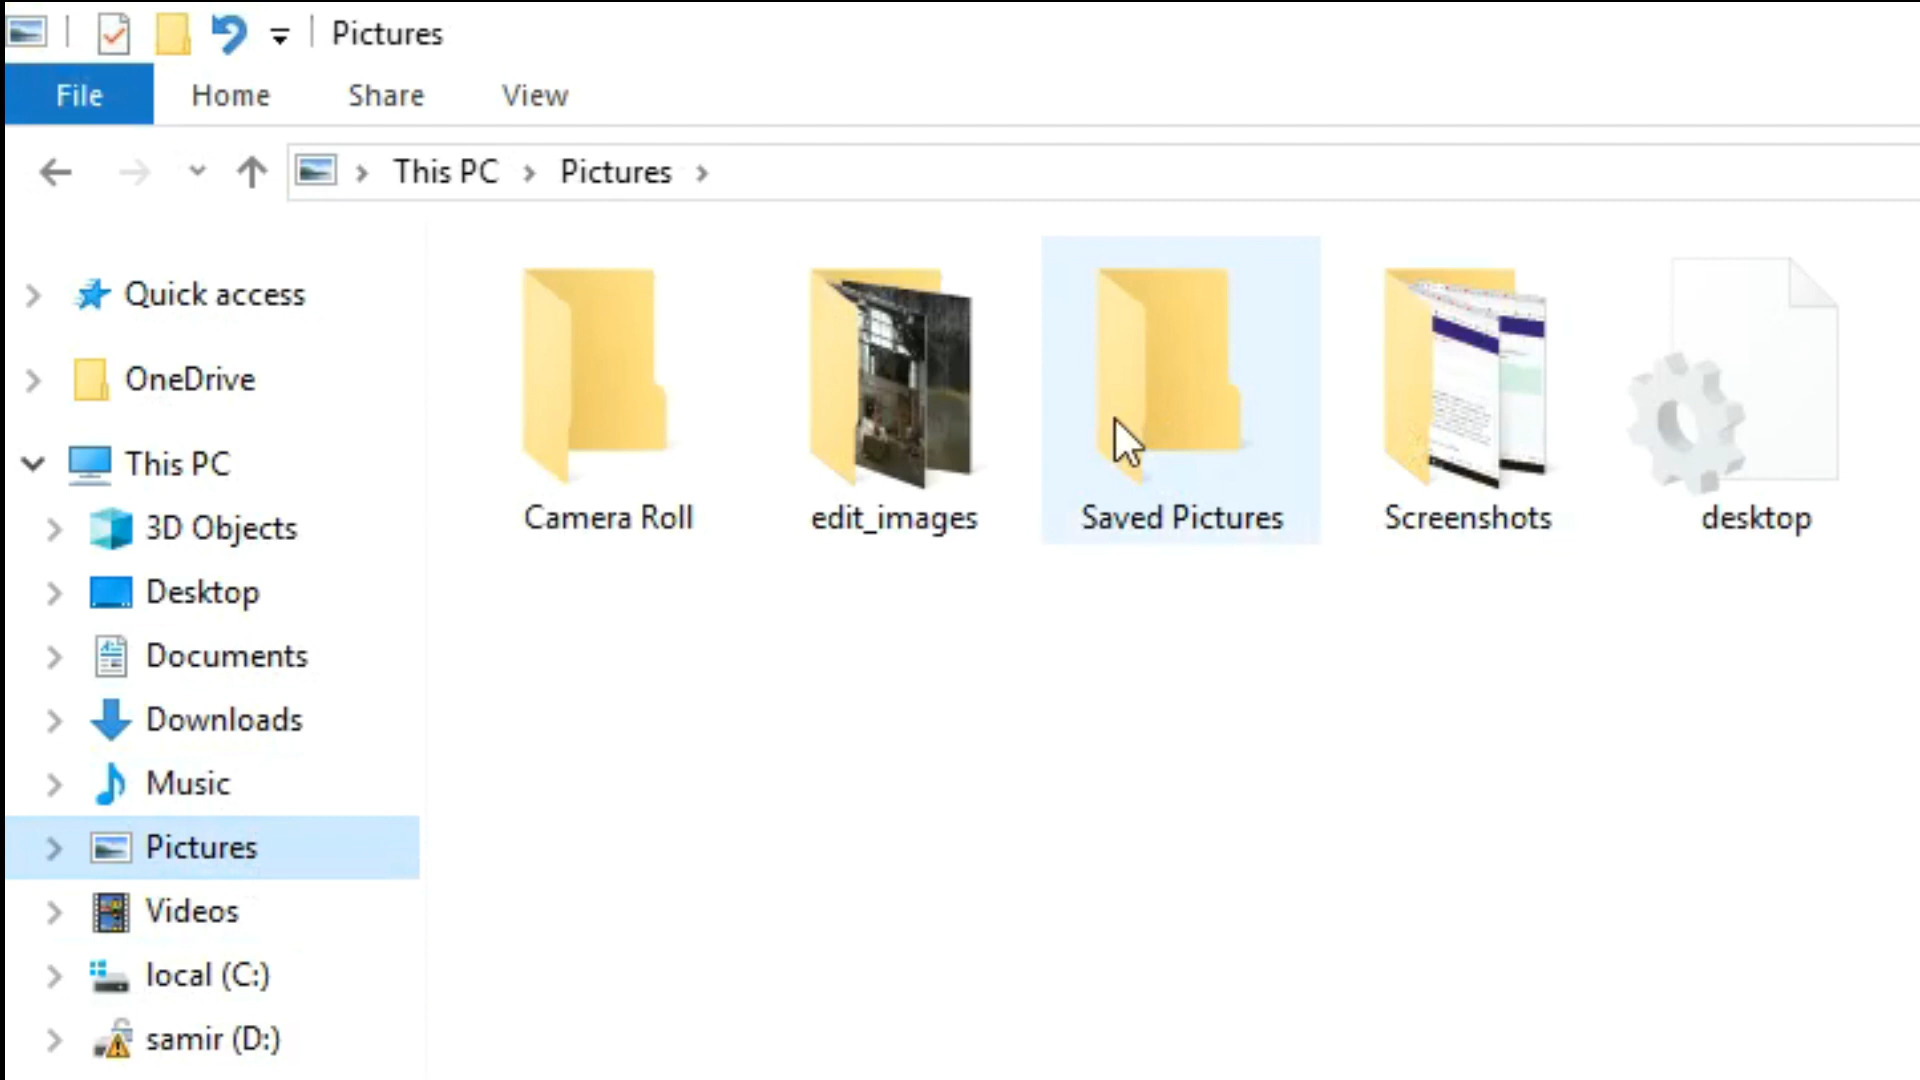 Pictures
File Home Share View
This PC Pictures
Quick access
OneDrive
This PC
3D Objects
Desktop
Documents
Downloads
Music
Pictures
Videos
local (C:)
samir (D:)
Camera Roll edit_images Saved Pictures Screenshots desktop